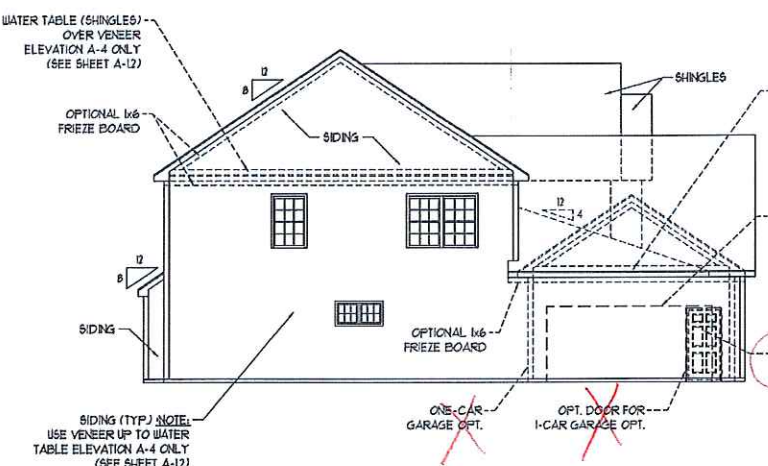 WATER TABLE (SHINGLES)
OVER VENEER
ELEVATION A-4 ONLY
(SEE SHEET A-12)
12
8
SHINGLES
OPTIONAL 1x6
FRIEZE BOARD
SIDING
12
4
12
8
SIDING
OPTIONAL 1x6
FRIEZE BOARD
SIDING (TYP.) NOTE:
USE VENEER UP TO WATER
TABLE ELEVATION A-4 ONLY
(SEE SHEET A-12)
ONE-CAR
GARAGE OPT.
OPT. DOOR FOR
1-CAR GARAGE OPT.